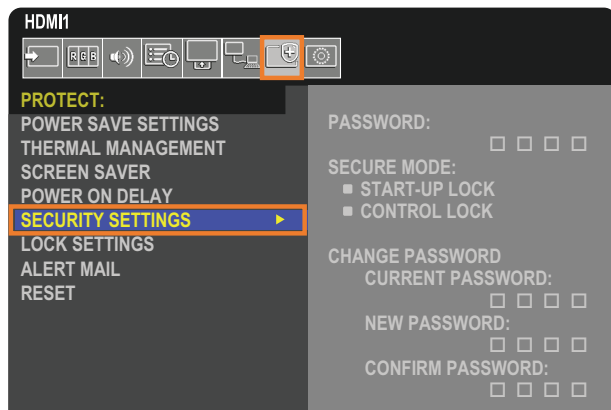 HDMI1
RGB
PROTECT:
POWER SAVE SETTINGS
THERMAL MANAGEMENT
SCREEN SAVER
POWER ON DELAY
SECURITY SETTINGS
LOCK SETTINGS
ALERT MAIL
RESET
PASSWORD:
SECURE MODE:
START-UP LOCK
CONTROL LOCK
CHANGE PASSWORD
CURRENT PASSWORD:
NEW PASSWORD:
CONFIRM PASSWORD: